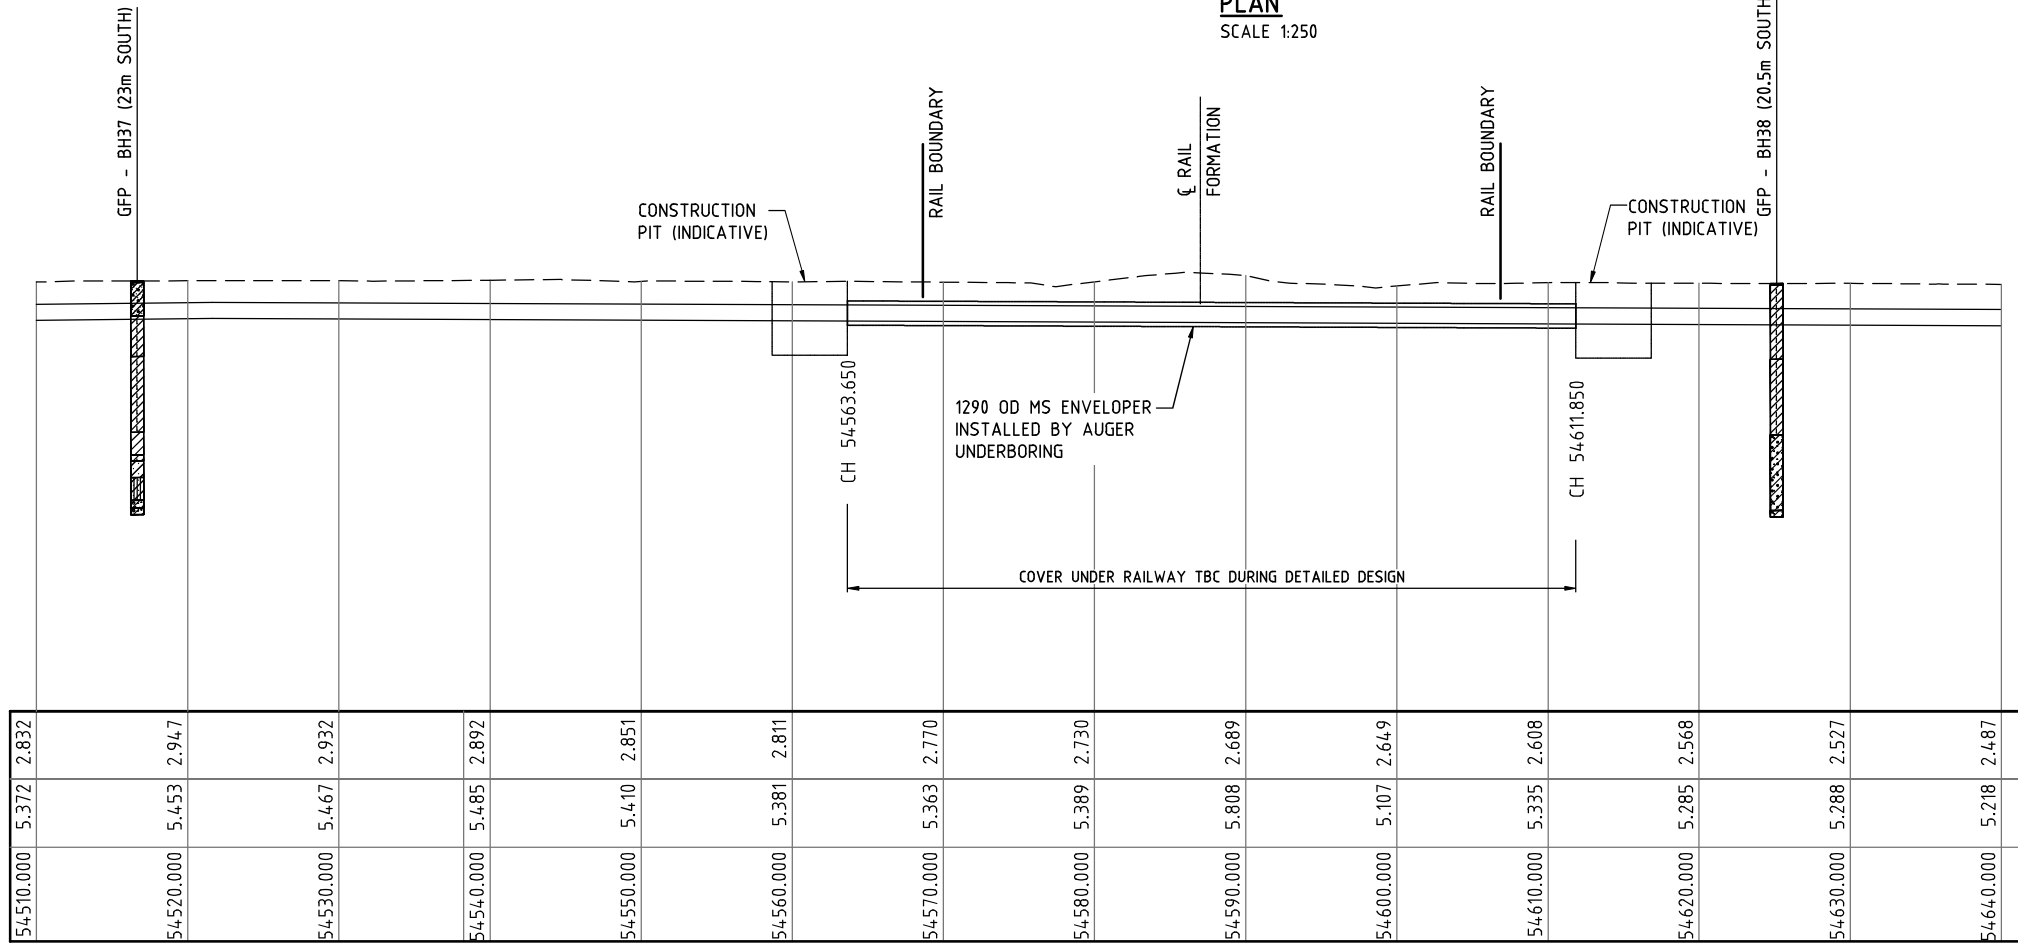 PLAN
SCALE 1:250
GFP - BH37 (23m SOUTH)
CONSTRUCTION
PIT (INDICATIVE)
RAIL BOUNDARY
℄ RAIL
FORMATION
RAIL BOUNDARY
CONSTRUCTION
PIT (INDICATIVE)
GFP - BH38 (20.5m SOUTH
CH 54563.650
1290 OD MS ENVELOPER
INSTALLED BY AUGER
UNDERBORING
CH 54611.850
COVER UNDER RAILWAY TBC DURING DETAILED DESIGN
2.832 2.947 2.932 2.892 2.851 2.811 2.770 2.730 2.689 2.649 2.608 2.568 2.527 2.487
5.372 5.453 5.467 5.485 5.410 5.381 5.363 5.389 5.808 5.107 5.335 5.285 5.288 5.218
54510.000 54520.000 54530.000 54540.000 54550.000 54560.000 54570.000 54580.000 54590.000 54600.000 54610.000 54620.000 54630.000 54640.000